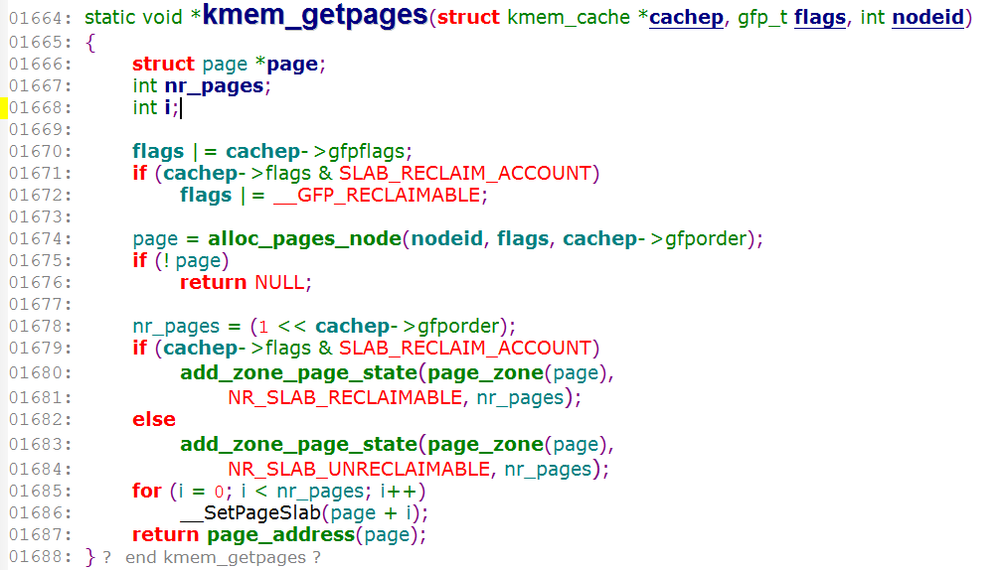 01664: static void *kmem_getpages(struct kmem_cache *cachep, gfp_t flags, int nodeid)
01665: {
01666:     struct page *page;
01667:     int nr_pages;
01668:     int i;
01669:
01670:     flags |= cachep->gfpflags;
01671:     if (cachep->flags & SLAB_RECLAIM_ACCOUNT)
01672:         flags |= __GFP_RECLAIMABLE;
01673:
01674:     page = alloc_pages_node(nodeid, flags, cachep->gfporder);
01675:     if (! page)
01676:         return NULL;
01677:
01678:     nr_pages = (1 << cachep->gfporder);
01679:     if (cachep->flags & SLAB_RECLAIM_ACCOUNT)
01680:         add_zone_page_state(page_zone(page),
01681:             NR_SLAB_RECLAIMABLE, nr_pages);
01682:     else
01683:         add_zone_page_state(page_zone(page),
01684:             NR_SLAB_UNRECLAIMABLE, nr_pages);
01685:     for (i = 0; i < nr_pages; i++)
01686:         __SetPageSlab(page + i);
01687:     return page_address(page);
01688: } ? end kmem_getpages ?